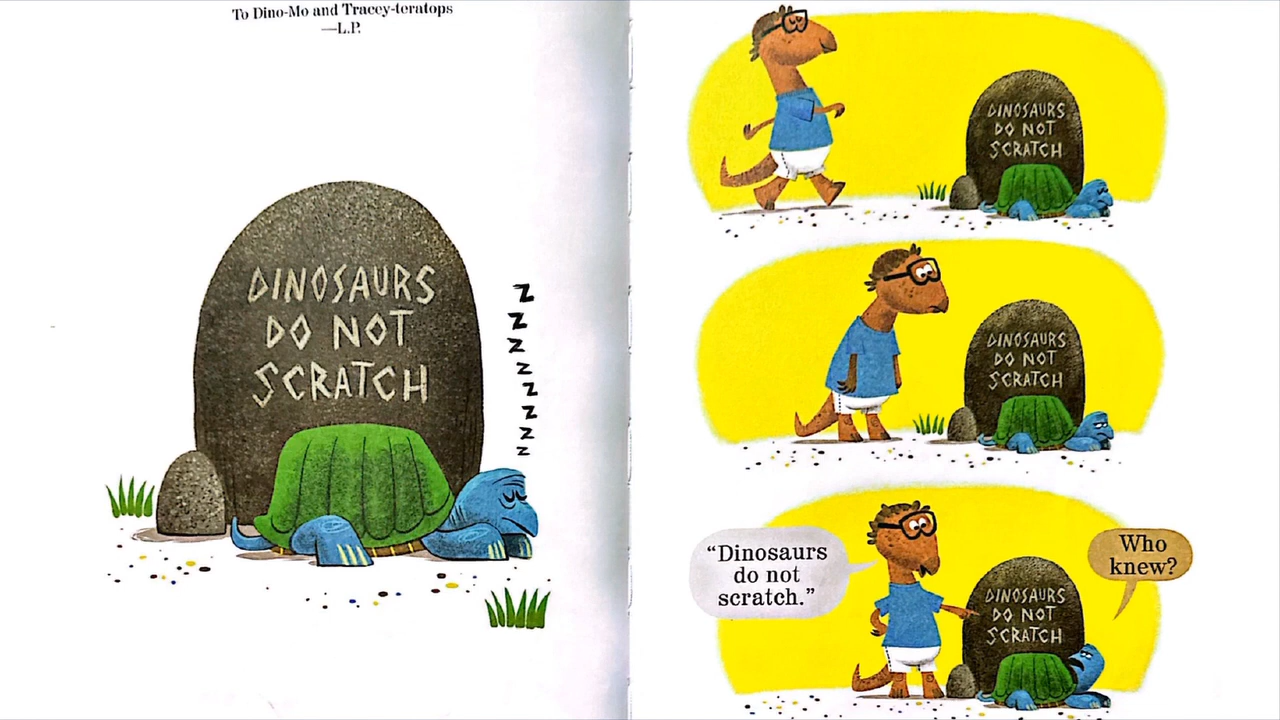 To Dino-Mo and Tracey-teratops
—L.P.
DINOSAURS
DO NOT
SCRATCH
Z
Z
Z
Z
Z
Z
Z
Z
DINOSAURS
DO NOT
SCRATCH
DINOSAURS
DO NOT
SCRATCH
“Dinosaurs
do not
scratch.”
DINOSAURS
DO NOT
SCRATCH
Who
knew?